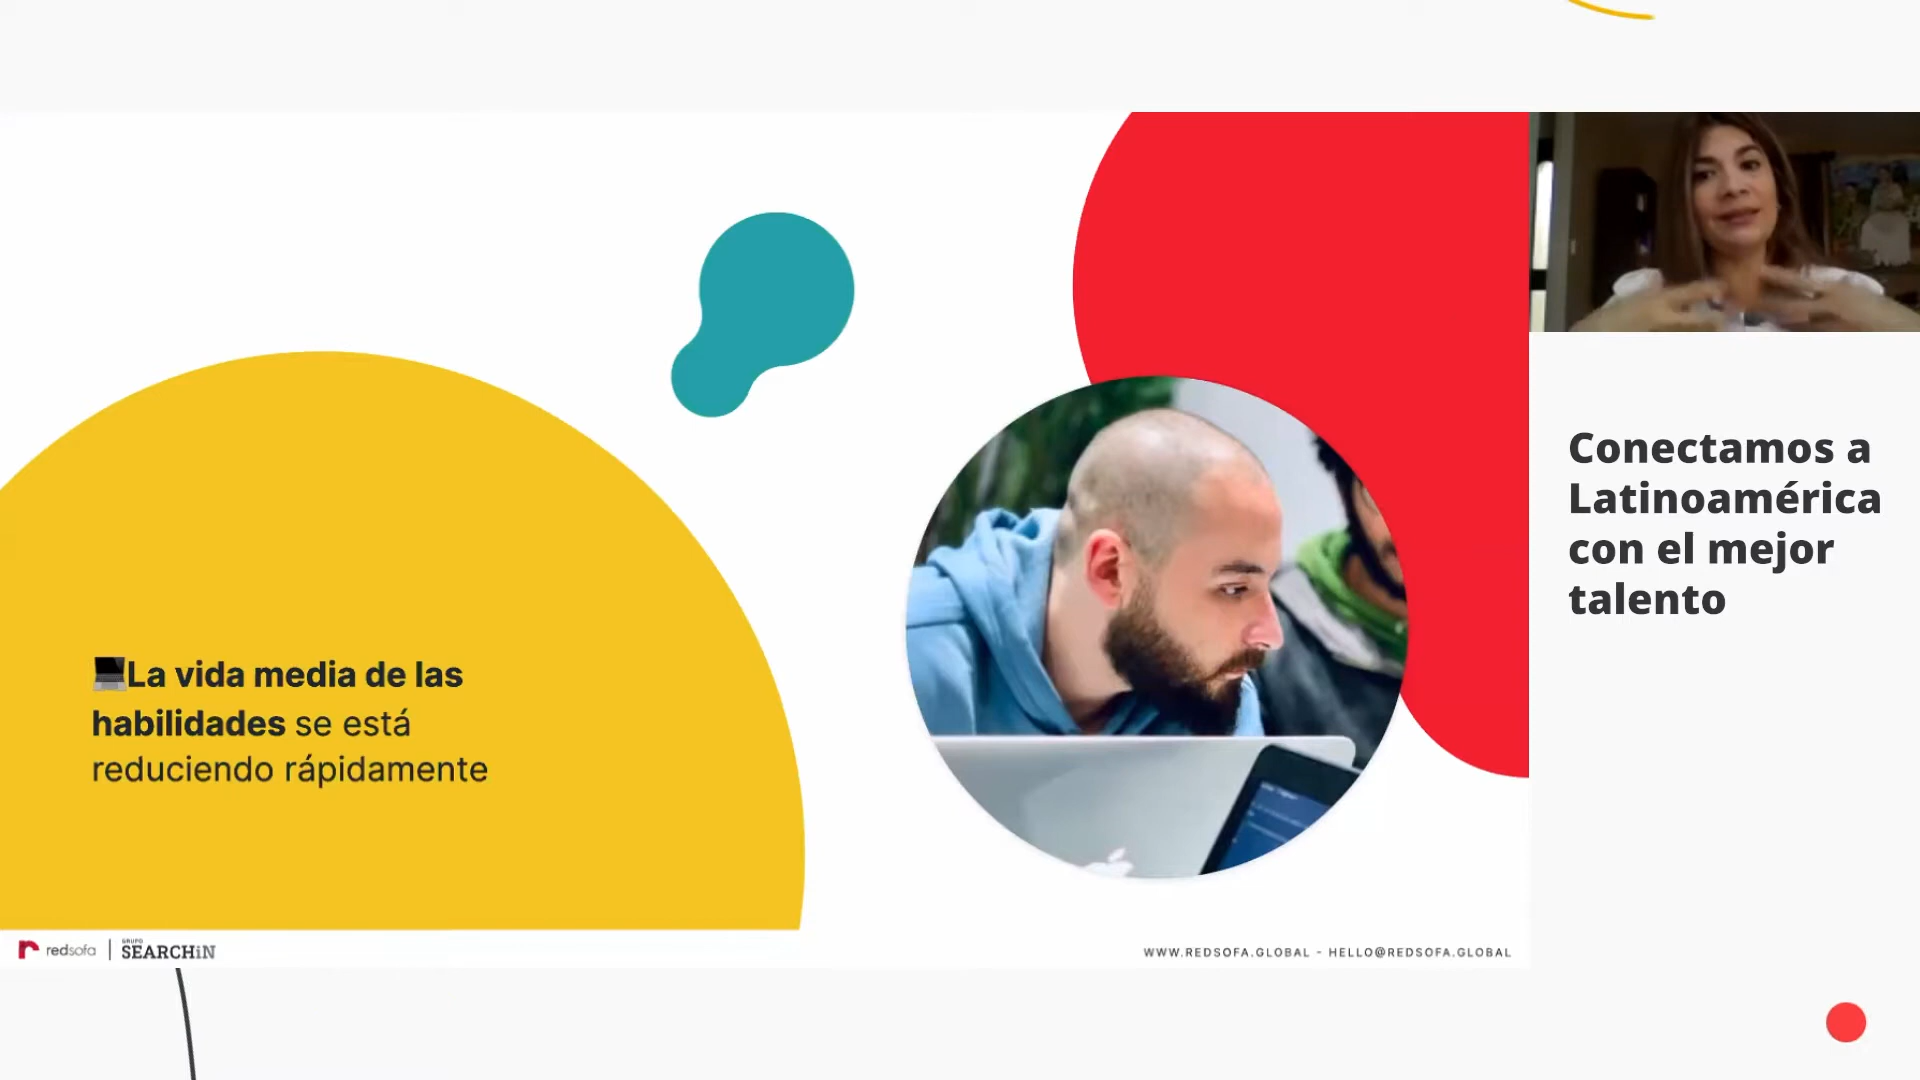 💻La vida media de las
habilidades se está
reduciendo rápidamente
Conectamos a
Latinoamérica
con el mejor
talento
redsofa | GRUPO SEARCHiN
WWW.REDSOFA.GLOBAL - HELLO@REDSOFA.GLOBAL